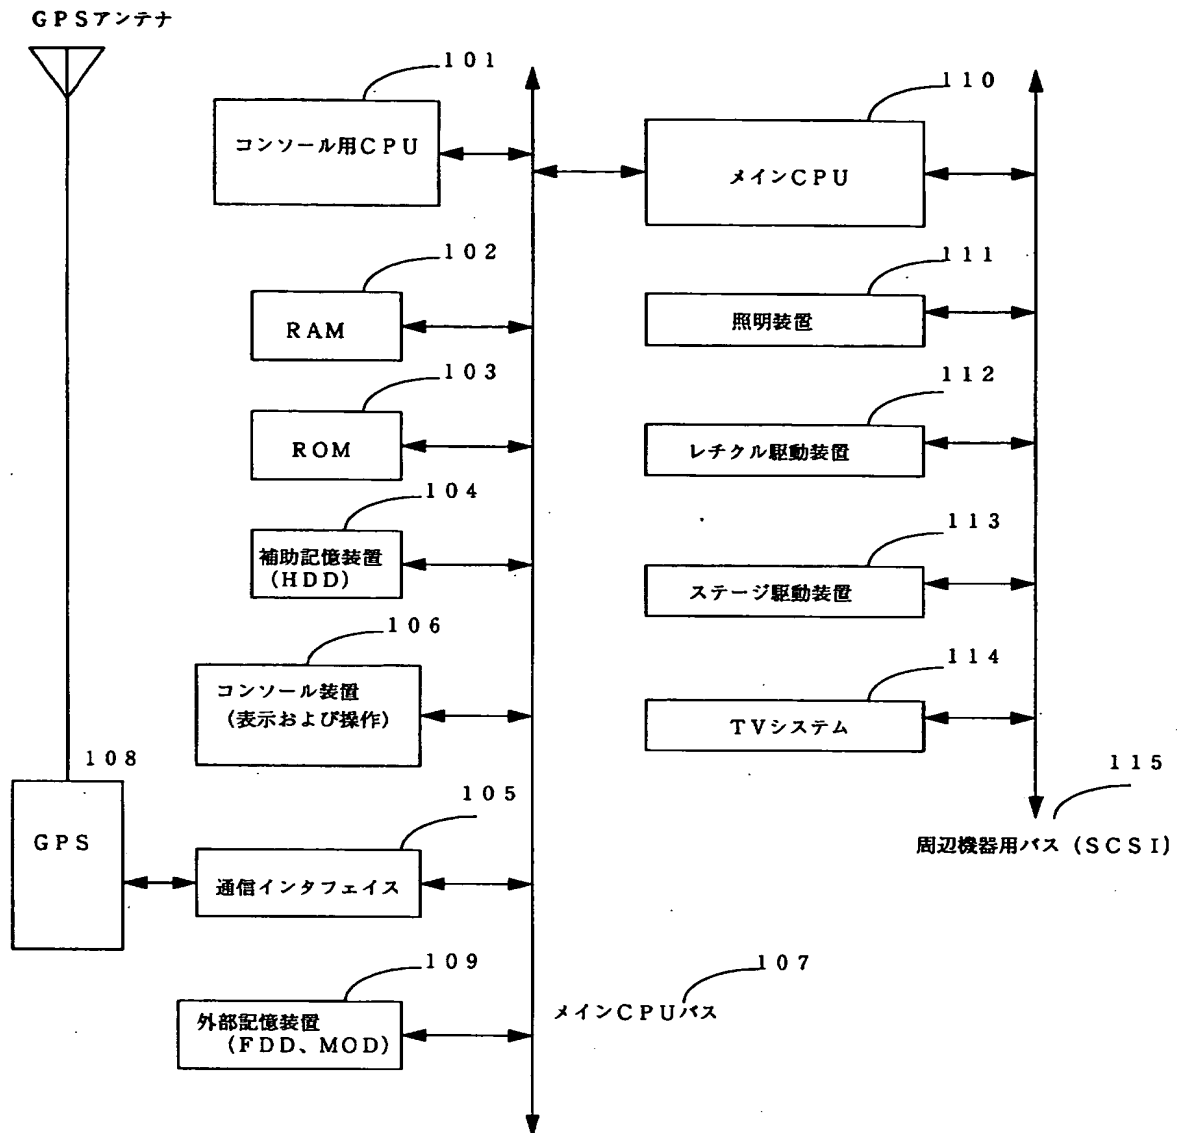 GPSアンテナ
101
コンソール用CPU
110
メインCPU
102
RAM
111
照明装置
103
ROM
112
レチクル駆動装置
104
補助記憶装置
(HDD)
113
ステージ駆動装置
106
コンソール装置
(表示および操作)
114
TVシステム
108
GPS
105
通信インタフェイス
115
周辺機器用バス(SCSI)
109
外部記憶装置
(FDD、MOD)
107
メインCPUバス